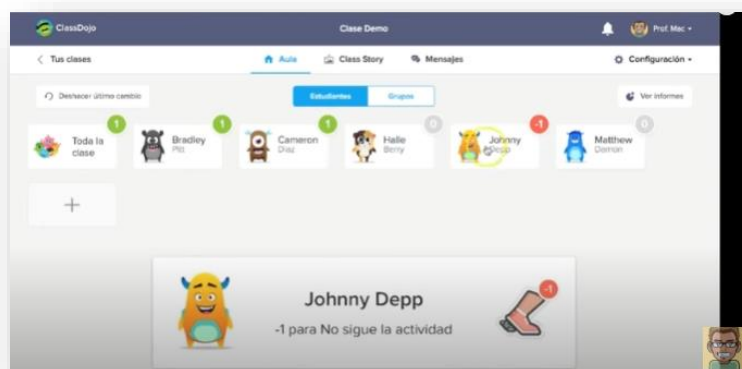 ClassDojo
Clase Demo
Prof. Mac
Tus clases
Aula
Class Story
Mensajes
Configuración
Deshacer último cambio
Estudiantes
Grupos
Ver informes
1
1
1
0
-1
0
Toda la
clase
Bradley
Pitt
Cameron
Diaz
Halle
Berry
Johnny
Depp
Matthew
Demon
+
Johnny Depp
-1
-1 para No sigue la actividad